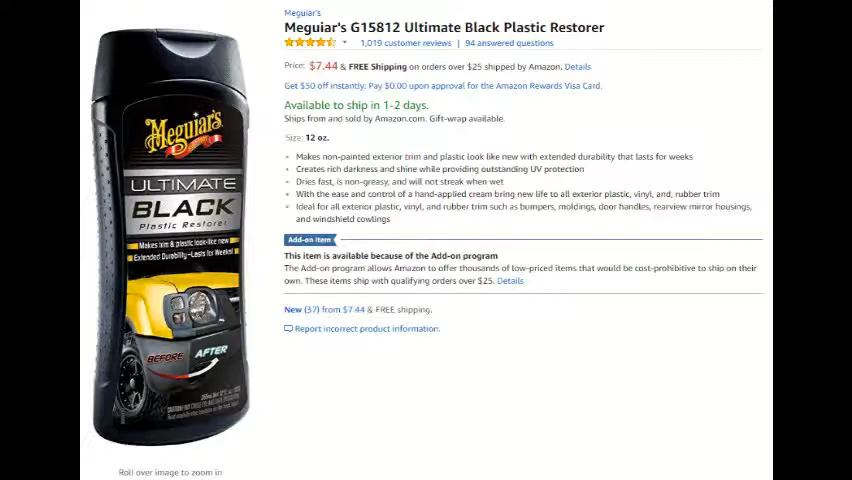 Meguiar's
Meguiar's G15812 Ultimate Black Plastic Restorer
1,019 customer reviews | 94 answered questions
Price: $7.44 & FREE Shipping on orders over $25 shipped by Amazon. Details
Get $50 off instantly: Pay $0.00 upon approval for the Amazon Rewards Visa Card.
Available to ship in 1-2 days.
Ships from and sold by Amazon.com. Gift-wrap available.
Size: 12 oz.
Makes non-painted exterior trim and plastic look like new with extended durability that lasts for weeks
Creates rich darkness and shine while providing outstanding UV protection
Dries fast, is non-greasy, and will not streak when wet
With the ease and control of a hand-applied cream bring new life to all exterior plastic, vinyl, and, rubber trim
Ideal for all exterior plastic, vinyl, and rubber trim such as bumpers, moldings, door handles, rearview mirror housings,
and windshield cowlings
Add-on Item
This item is available because of the Add-on program
The Add-on program allows Amazon to offer thousands of low-priced items that would be cost-prohibitive to ship on their
own. These items ship with qualifying orders over $25. Details
New (37) from $7.44 & FREE shipping.
Report incorrect product information.
Meguiar's
ULTIMATE
BLACK
Plastic Restorer
Makes trim & plastic look like new
Extended Durability-Lasts for Weeks!
BEFORE
AFTER
Roll over image to zoom in